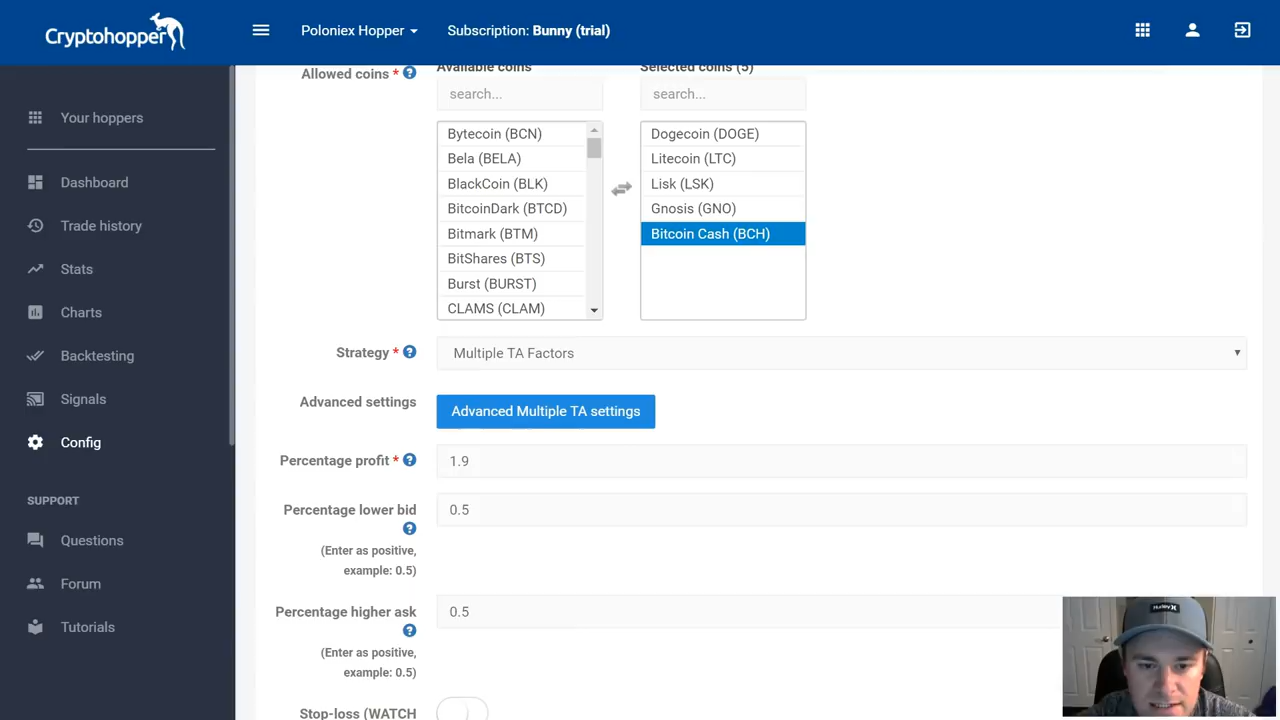 Cryptohopper
Poloniex Hopper
Subscription: Bunny (trial)
Your hoppers
Dashboard
Trade history
Stats
Charts
Backtesting
Signals
Config
SUPPORT
Questions
Forum
Tutorials
Allowed coins *
Available coins
Selected coins (5)
search...
search...
Bytecoin (BCN)
Bela (BELA)
BlackCoin (BLK)
BitcoinDark (BTCD)
Bitmark (BTM)
BitShares (BTS)
Burst (BURST)
CLAMS (CLAM)
Dogecoin (DOGE)
Litecoin (LTC)
Lisk (LSK)
Gnosis (GNO)
Bitcoin Cash (BCH)
Strategy *
Multiple TA Factors
Advanced settings
Advanced Multiple TA settings
Percentage profit *
1.9
Percentage lower bid
0.5
(Enter as positive,
example: 0.5)
Percentage higher ask
0.5
(Enter as positive,
example: 0.5)
Stop-loss (WATCH
Hurley